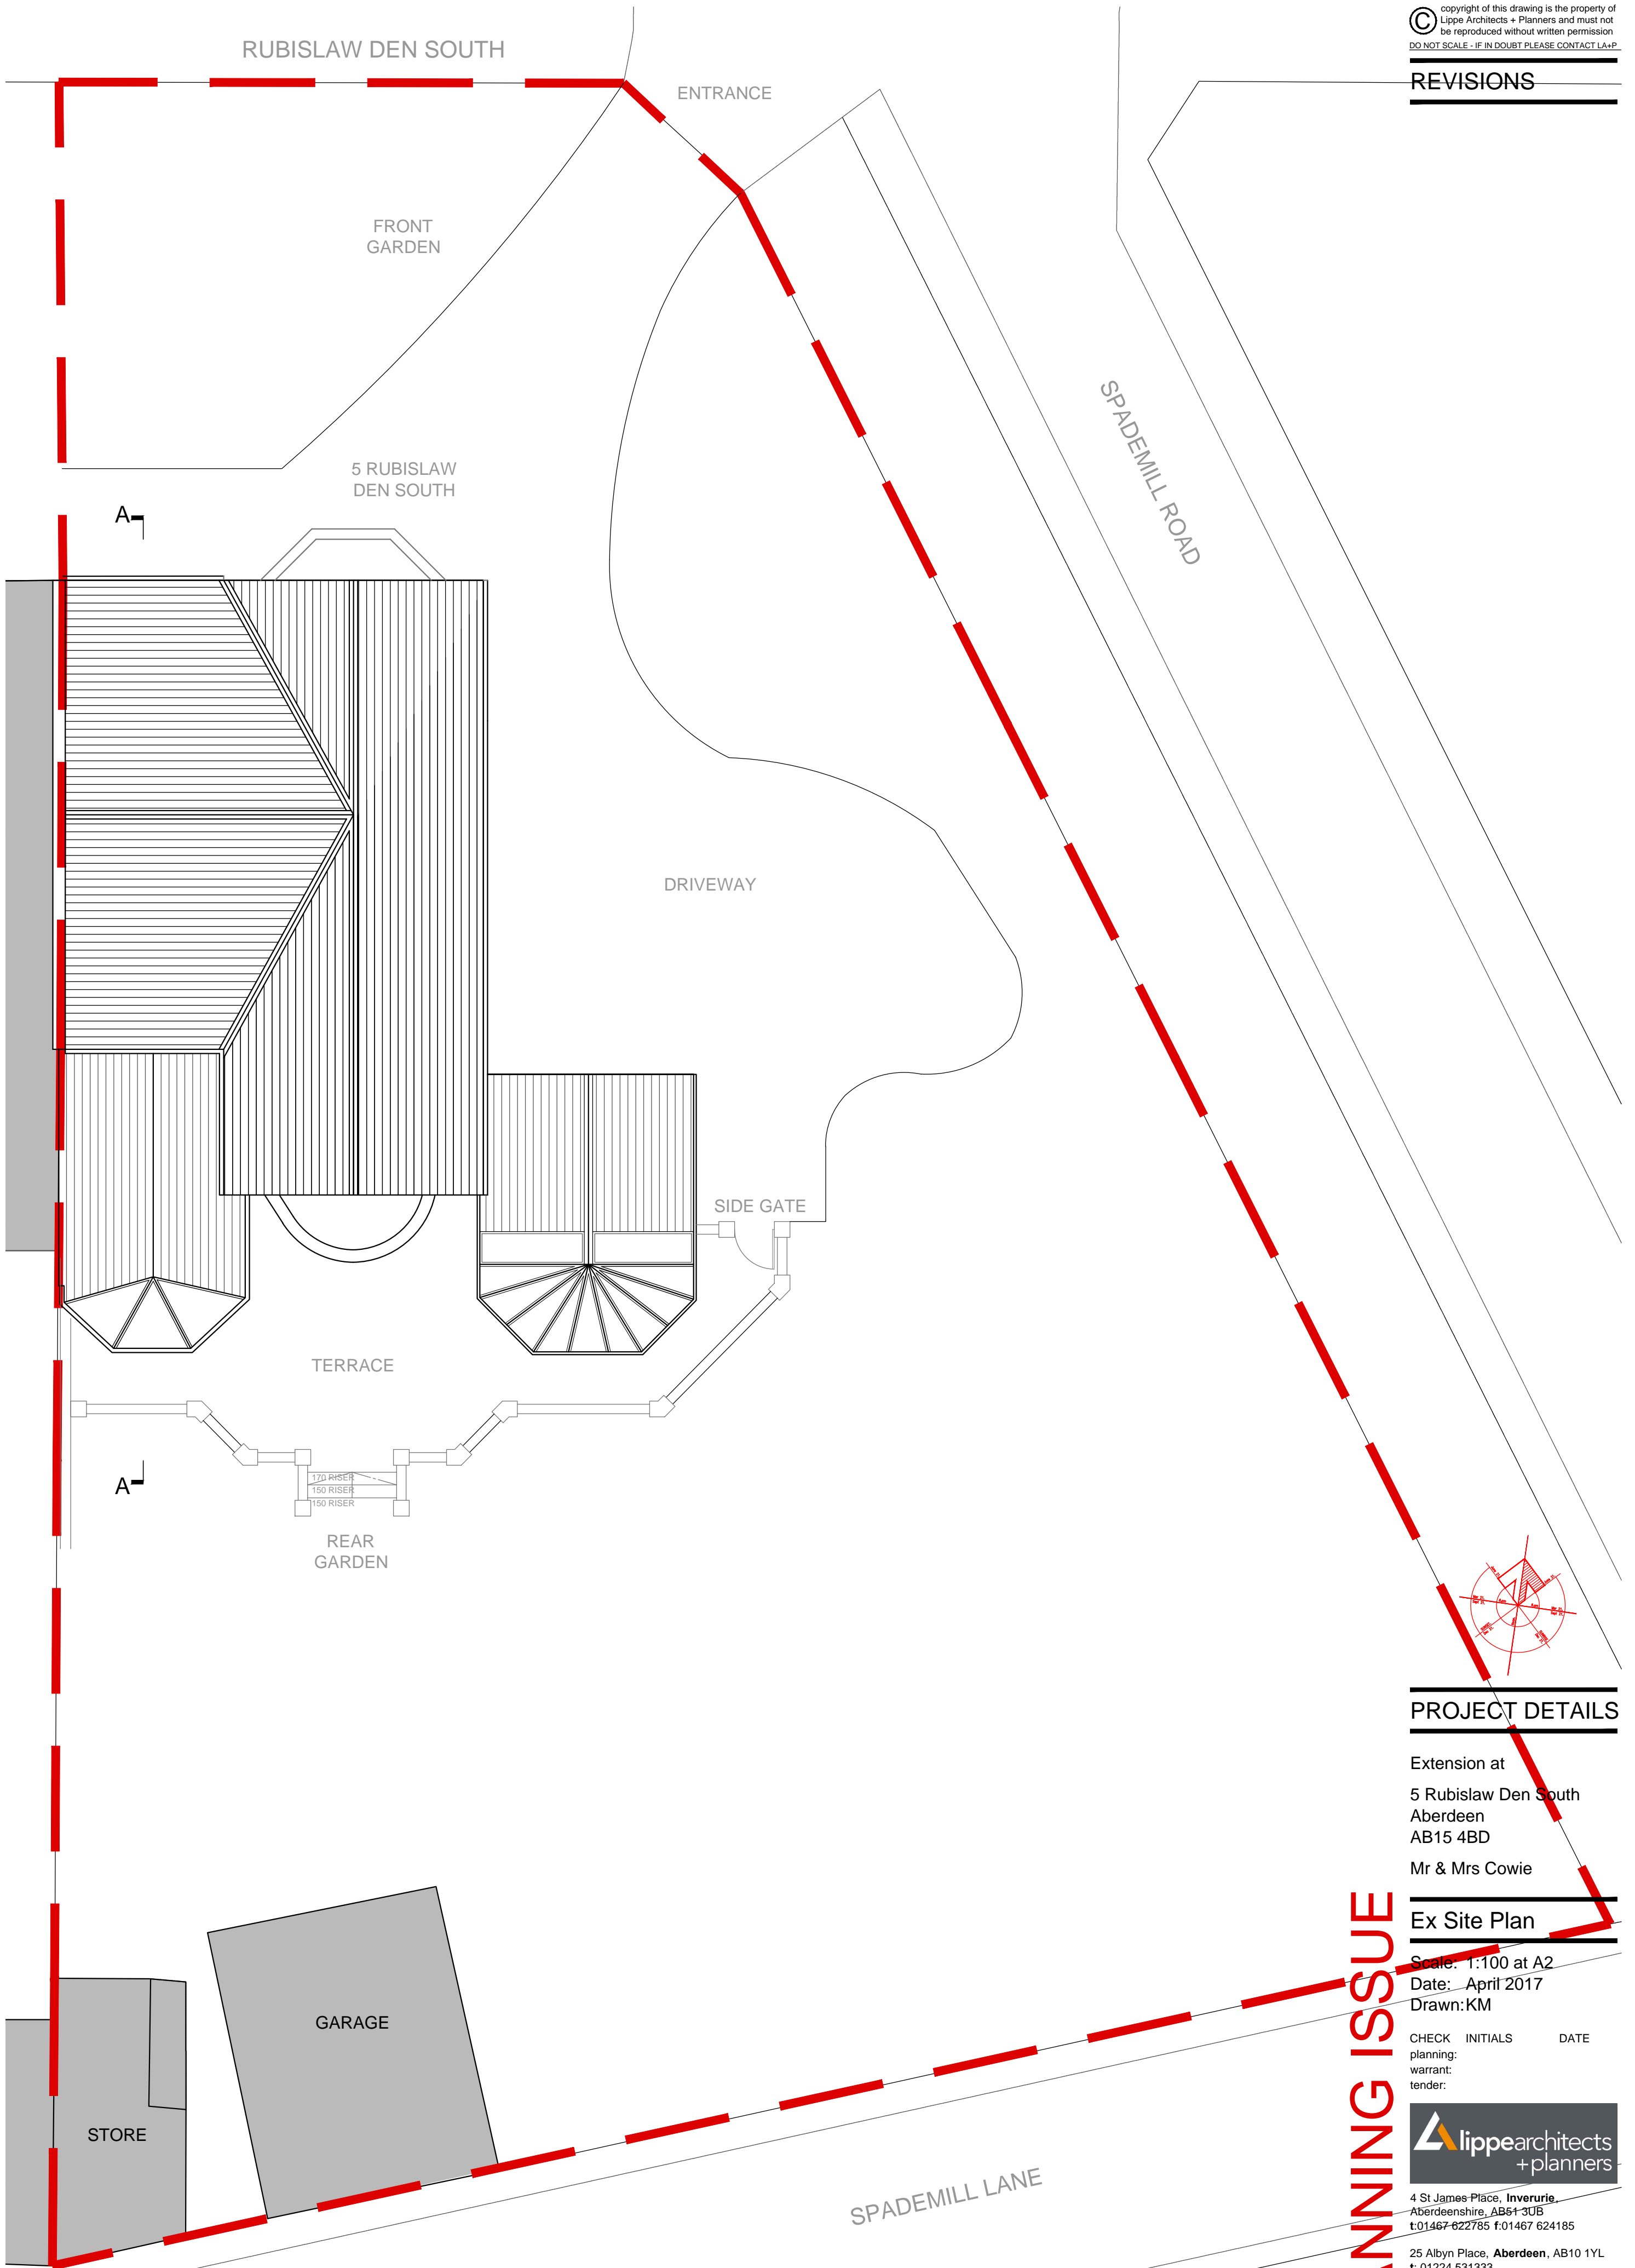 copyright of this drawing is the property of
Lippe Architects + Planners and must not
be reproduced without written permission
DO NOT SCALE - IF IN DOUBT PLEASE CONTACT LA+P
REVISIONS
RUBISLAW DEN SOUTH
ENTRANCE
FRONT
GARDEN
SPADEMILL ROAD
5 RUBISLAW
DEN SOUTH
A
DRIVEWAY
SIDE GATE
TERRACE
A
170 RISER
150 RISER
150 RISER
REAR
GARDEN
GARAGE
STORE
SPADEMILL LANE
PROJECT DETAILS
Extension at
5 Rubislaw Den South
Aberdeen
AB15 4BD
Mr & Mrs Cowie
Ex Site Plan
Scale: 1:100 at A2
Date: April 2017
Drawn: KM
CHECK INITIALS DATE
planning:
warrant:
tender:
lippearchitects
+planners
4 St James Place, Inverurie,
Aberdeenshire, AB51 3UB
t:01467 622785 f:01467 624185
25 Albyn Place, Aberdeen, AB10 1YL
t: 01224 531333
NNING ISSUE